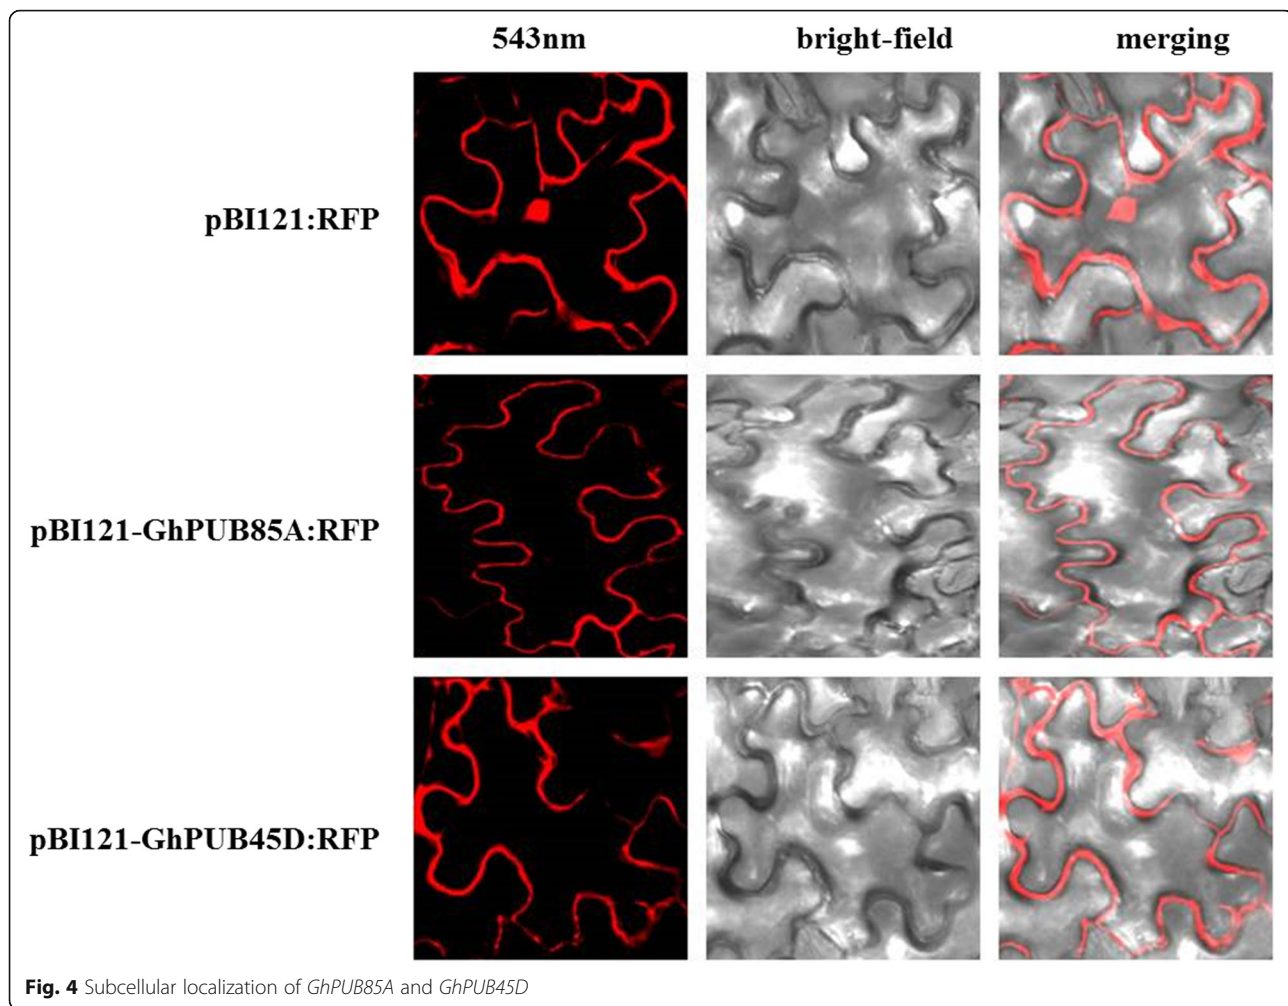 543nm bright-field merging
pBI121:RFP
pBI121-GhPUB85A:RFP
pBI121-GhPUB45D:RFP
Fig. 4 Subcellular localization of GhPUB85A and GhPUB45D